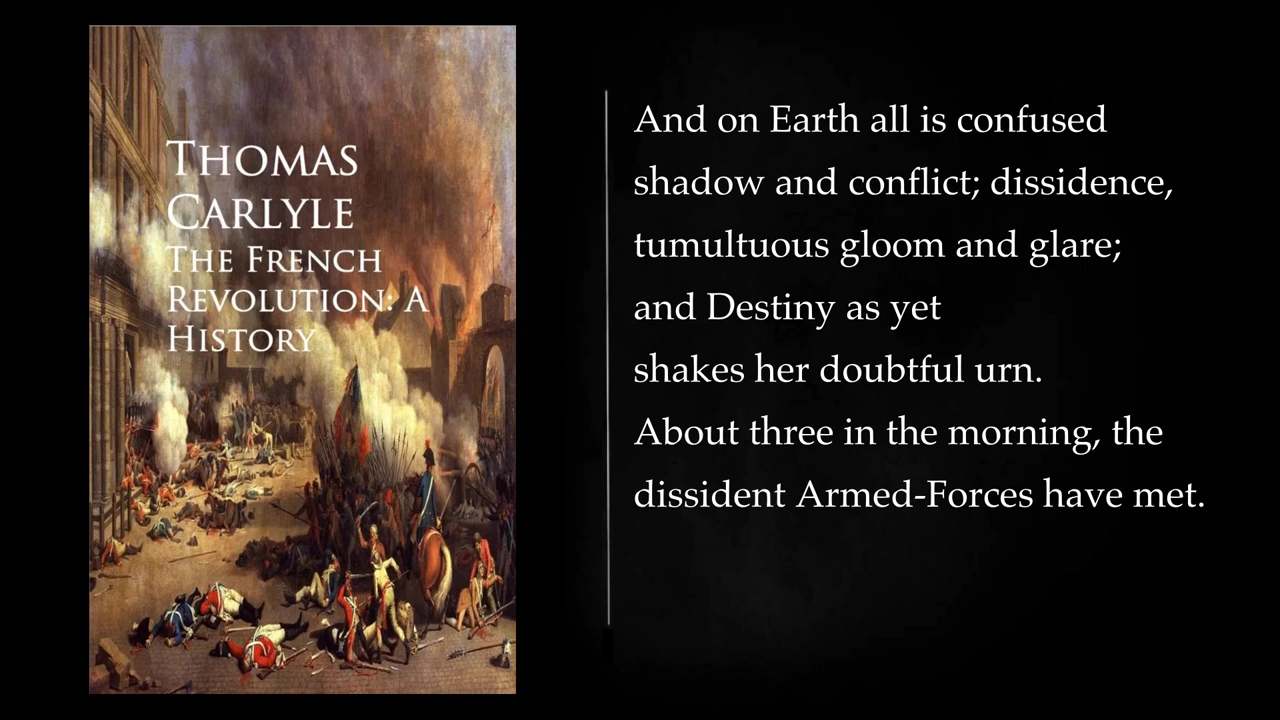 THOMAS
CARLYLE
THE FRENCH
REVOLUTION: A
HISTORY
And on Earth all is confused
shadow and conflict; dissidence,
tumultuous gloom and glare;
and Destiny as yet
shakes her doubtful urn.
About three in the morning, the
dissident Armed-Forces have met.